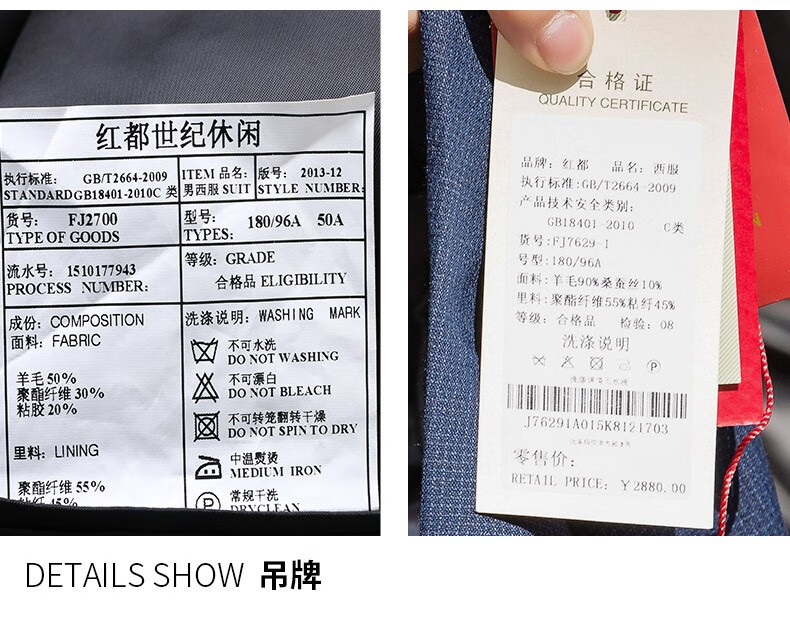 红都世纪休闲
执行标准: GB/T2664-2009
STANDARDGB18401-2010C 类
ITEM 品名:
男西服 SUIT
版号: 2013-12
STYLE NUMBER:
货号: FJ2700
TYPE OF GOODS
型号: 180/96A 50A
TYPES:
流水号: 1510177943
PROCESS NUMBER:
等级: GRADE
合格品 ELIGIBILITY
成份: COMPOSITION
面料: FABRIC
羊毛 50%
聚酯纤维 30%
粘胶 20%
里料: LINING
聚酯纤维 55%
粘纤 45%
洗涤说明: WASHING MARK
不可水洗
DO NOT WASHING
不可漂白
DO NOT BLEACH
不可转笼翻转干燥
DO NOT SPIN TO DRY
中温熨烫
MEDIUM IRON
常规干洗
DRYCLEAN
P
合格证
QUALITY CERTIFICATE
品牌: 红都 品名: 西服
执行标准:GB/T2664-2009
产品技术安全类别:
GB18401-2010 C类
货号:FJ7629-1
号型:180/96A
面料:羊毛90%桑蚕丝10%
里料:聚酯纤维55%粘纤45%
等级: 合格品 检验: 08
洗涤说明
P
J76291A015K8121703
零售价:
RETAIL PRICE: ￥2880.00
DETAILS SHOW 吊牌